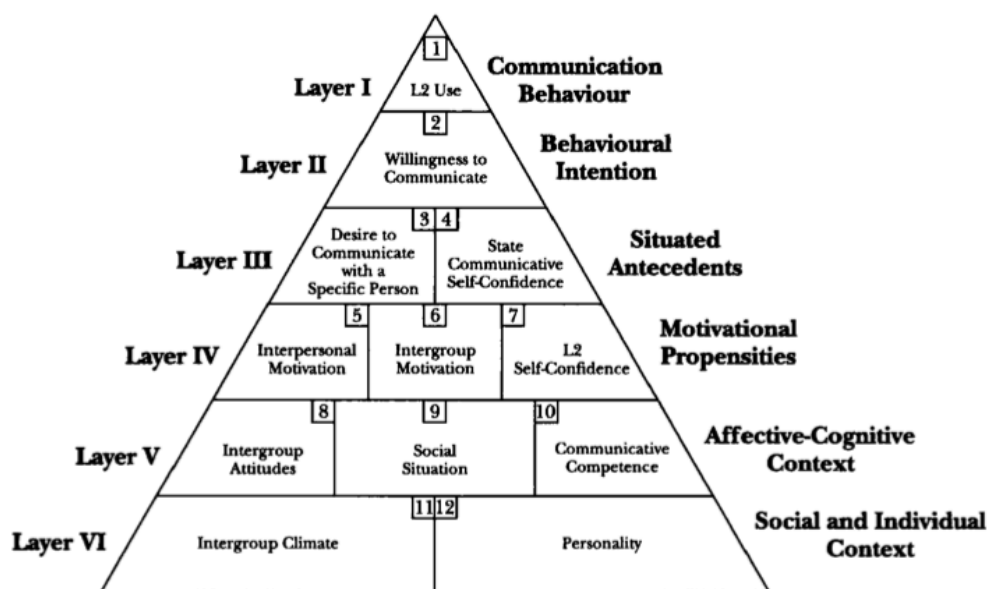 1
Layer I
L2 Use
Communication
Behaviour
2
Layer II
Willingness to
Communicate
Behavioural
Intention
3 4
Layer III
Desire to
Communicate
with a
Specific Person
State
Communicative
Self-Confidence
Situated
Antecedents
5 6 7
Layer IV
Interpersonal
Motivation
Intergroup
Motivation
L2
Self-Confidence
Motivational
Propensities
8 9 10
Layer V
Intergroup
Attitudes
Social
Situation
Communicative
Competence
Affective-Cognitive
Context
11 12
Layer VI
Intergroup Climate
Personality
Social and Individual
Context